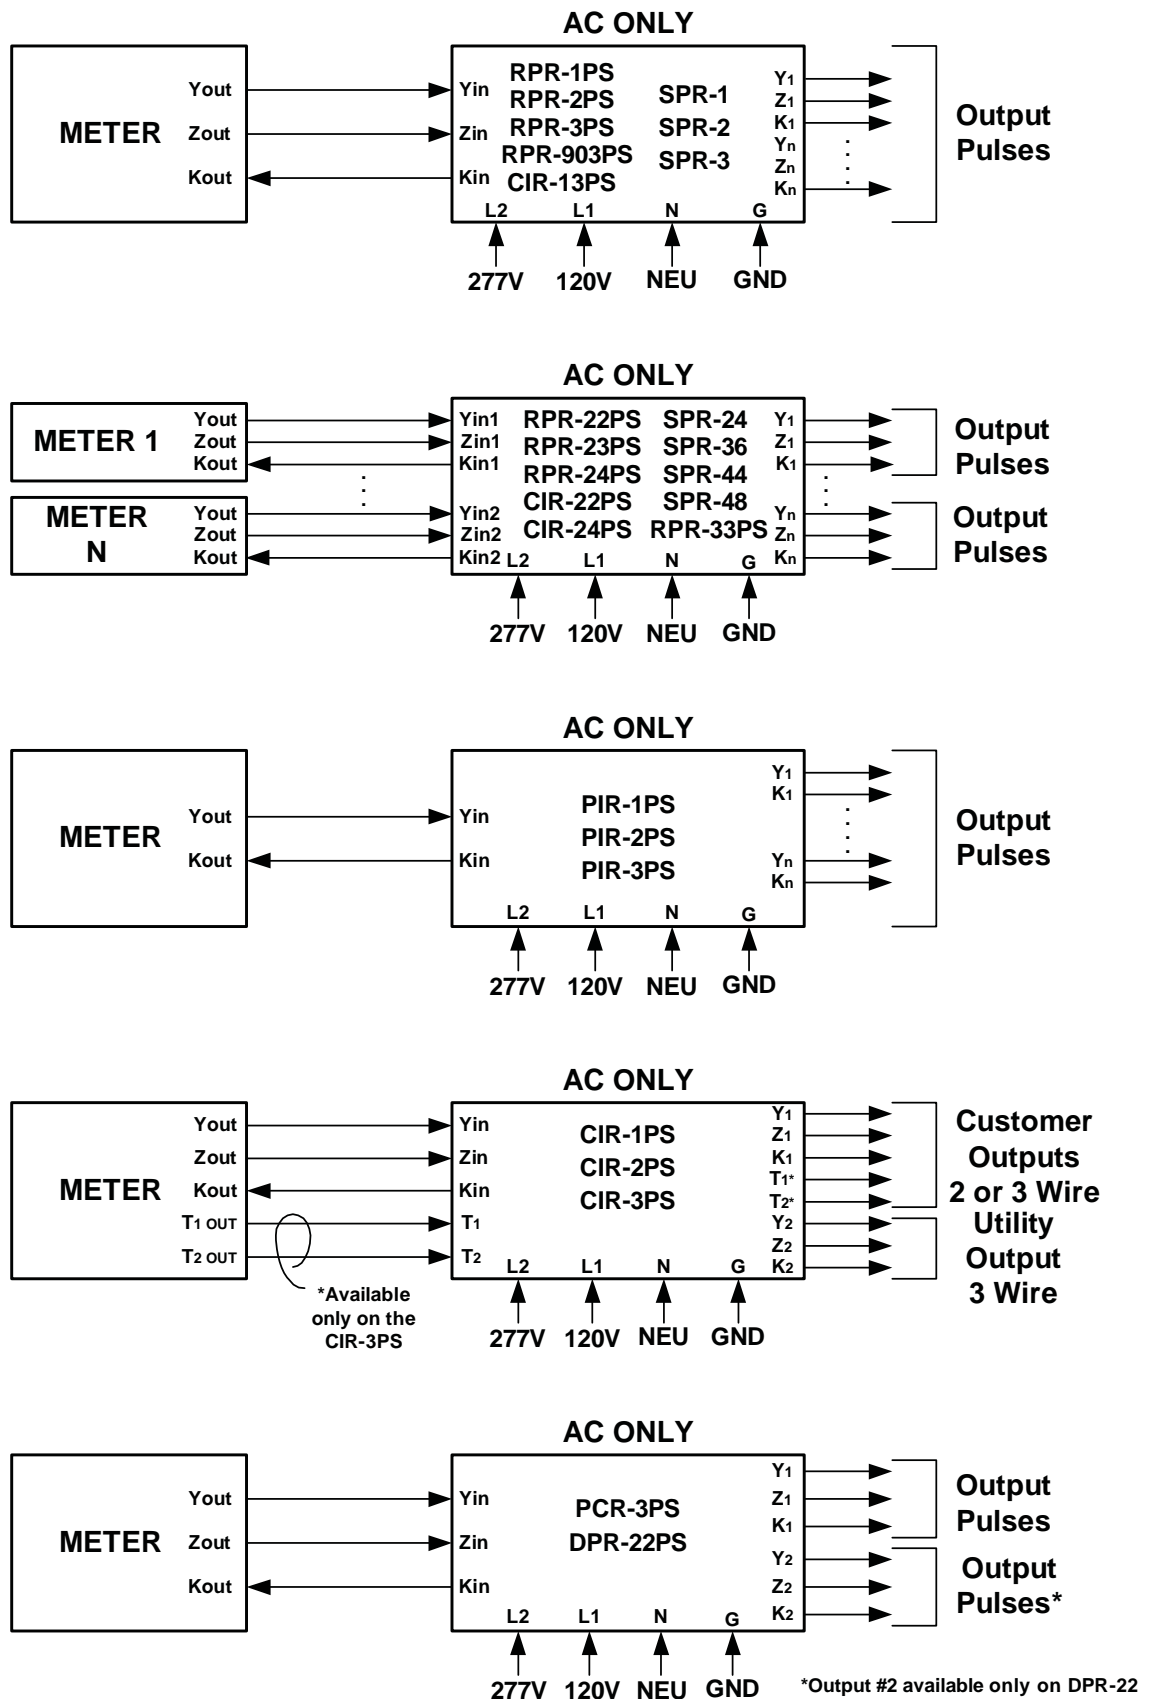 AC ONLY
METER
Yout
Zout
Kout
Yin
Zin
Kin
RPR-1PS
RPR-2PS
RPR-3PS
RPR-903PS
CIR-13PS
SPR-1
SPR-2
SPR-3
Y1
Z1
K1
Yn
Zn
Kn
Output
Pulses
L2
L1
N
G
277V
120V
NEU
GND
AC ONLY
METER 1
Yout
Zout
Kout
METER
N
Yout
Zout
Kout
Yin1
Zin1
Kin1
Yin2
Zin2
Kin2
RPR-22PS
RPR-23PS
RPR-24PS
CIR-22PS
CIR-24PS
SPR-24
SPR-36
SPR-44
SPR-48
RPR-33PS
Y1
Z1
K1
Yn
Zn
Kn
Output
Pulses
Output
Pulses
L2
L1
N
G
277V
120V
NEU
GND
AC ONLY
METER
Yout
Kout
Yin
Kin
PIR-1PS
PIR-2PS
PIR-3PS
Y1
K1
Yn
Kn
Output
Pulses
L2
L1
N
G
277V
120V
NEU
GND
AC ONLY
METER
Yout
Zout
Kout
T1 OUT
T2 OUT
*Available
only on the
CIR-3PS
Yin
Zin
Kin
T1
T2
CIR-1PS
CIR-2PS
CIR-3PS
Y1
Z1
K1
T1*
T2*
Y2
Z2
K2
Customer
Outputs
2 or 3 Wire
Utility
Output
3 Wire
L2
L1
N
G
277V
120V
NEU
GND
AC ONLY
METER
Yout
Zout
Kout
Yin
Zin
Kin
PCR-3PS
DPR-22PS
Y1
Z1
K1
Y2
Z2
K2
Output
Pulses
Output
Pulses*
L2
L1
N
G
277V
120V
NEU
GND
*Output #2 available only on DPR-22